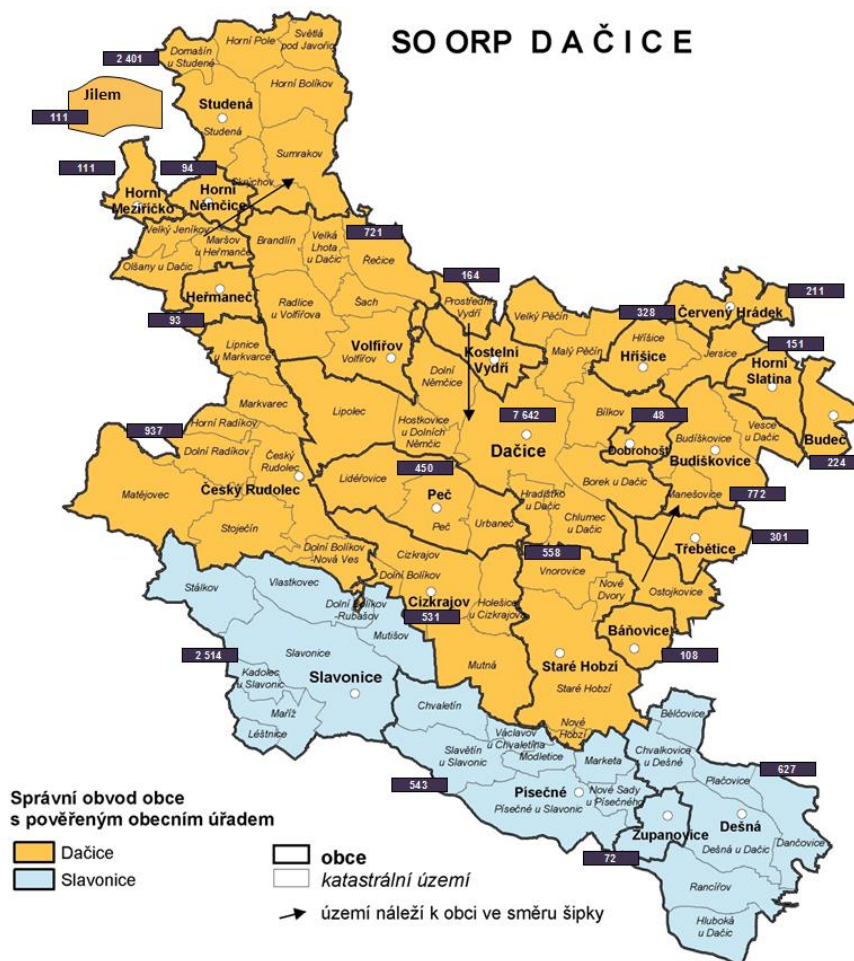 SO ORP DAČICE
2 401
Domašín
u Studené
Horní Pole
Světlá
pod Javořic
Jilem
111
Studená
Studená
Horní Bolíkov
111
94
Sumrakov
Skrýchov
Horní
Meziříčko
Horní
Němčice
Velký Jeníkov
Maršov
u Heřmanče
Olšany u Dačic
Brandlín
Velká
Lhota
u Dačic
721
Řečice
Heřmaneč
93
Radlice
u Volfířova
Šach
Volfířov
Volfířov
164
Prostřední
Vydří
Kostelní
Vydří
Velký Pěčín
Malý Pěčín
328
Hříšice
Hříšice
Červený Hrádek
211
Jersice
151
Horní
Slatina
Lipnice
u Markvarce
Markvarec
Lipolec
Dolní
Němčice
Hostkovice
u Dolních
Němčic
7 642
Dačice
Bílkov
48
Dobrohošť
Budíškovice
Budíškovice
Vesce
u Dačic
Budeč
224
937
Horní Radíkov
Dolní Radíkov
Český
Rudolec
Český Rudolec
Matějovec
Stoječín
Dolní Bolíkov
-Nová Ves
Lidéřovice
450
Peč
Peč
Urbaneč
Hradišťko
u Dačic
Chlumec
u Dačic
Borek u Dačic
Manešovice
772
301
Třebětice
Cizkrajov
Dolní Bolíkov
Cizkrajov
531
Holešice
u Cizkrajova
Mutná
558
Vnorovice
Nové
Dvory
Ostojkovice
Báňovice
108
Staré Hobzí
Staré Hobzí
Nové
Hobzí
Stálkov
Vlastkovec
Dolní Bolíkov
-Rubašov
Mutišov
2 514
Slavonice
Slavonice
Kadolec
u Slavonic
Maříž
Léštnice
Chvaletín
Slavětín
u Slavonic
Václavov
u Chvaletína
Modletice
Marketa
543
Písečné
Písečné u Slavonic
Nové Sady
u Písečného
Bělčovice
Chvalkovice
u Dešné
Plačovice
627
Županovice
72
Dešná
Dešná u Dačic
Dančovice
Rancířov
Hluboká
u Dačic
Správní obvod obce
s pověřeným obecním úřadem
Dačice
Slavonice
obce
katastrální území
území náleží k obci ve směru šipky